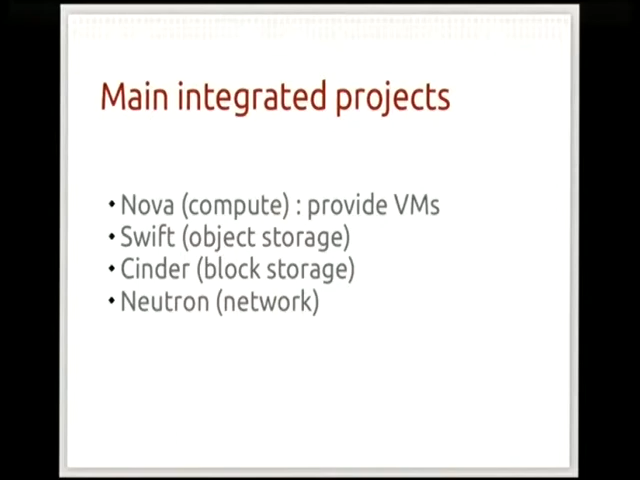 Main integrated projects
• Nova (compute) : provide VMs
• Swift (object storage)
• Cinder (block storage)
• Neutron (network)